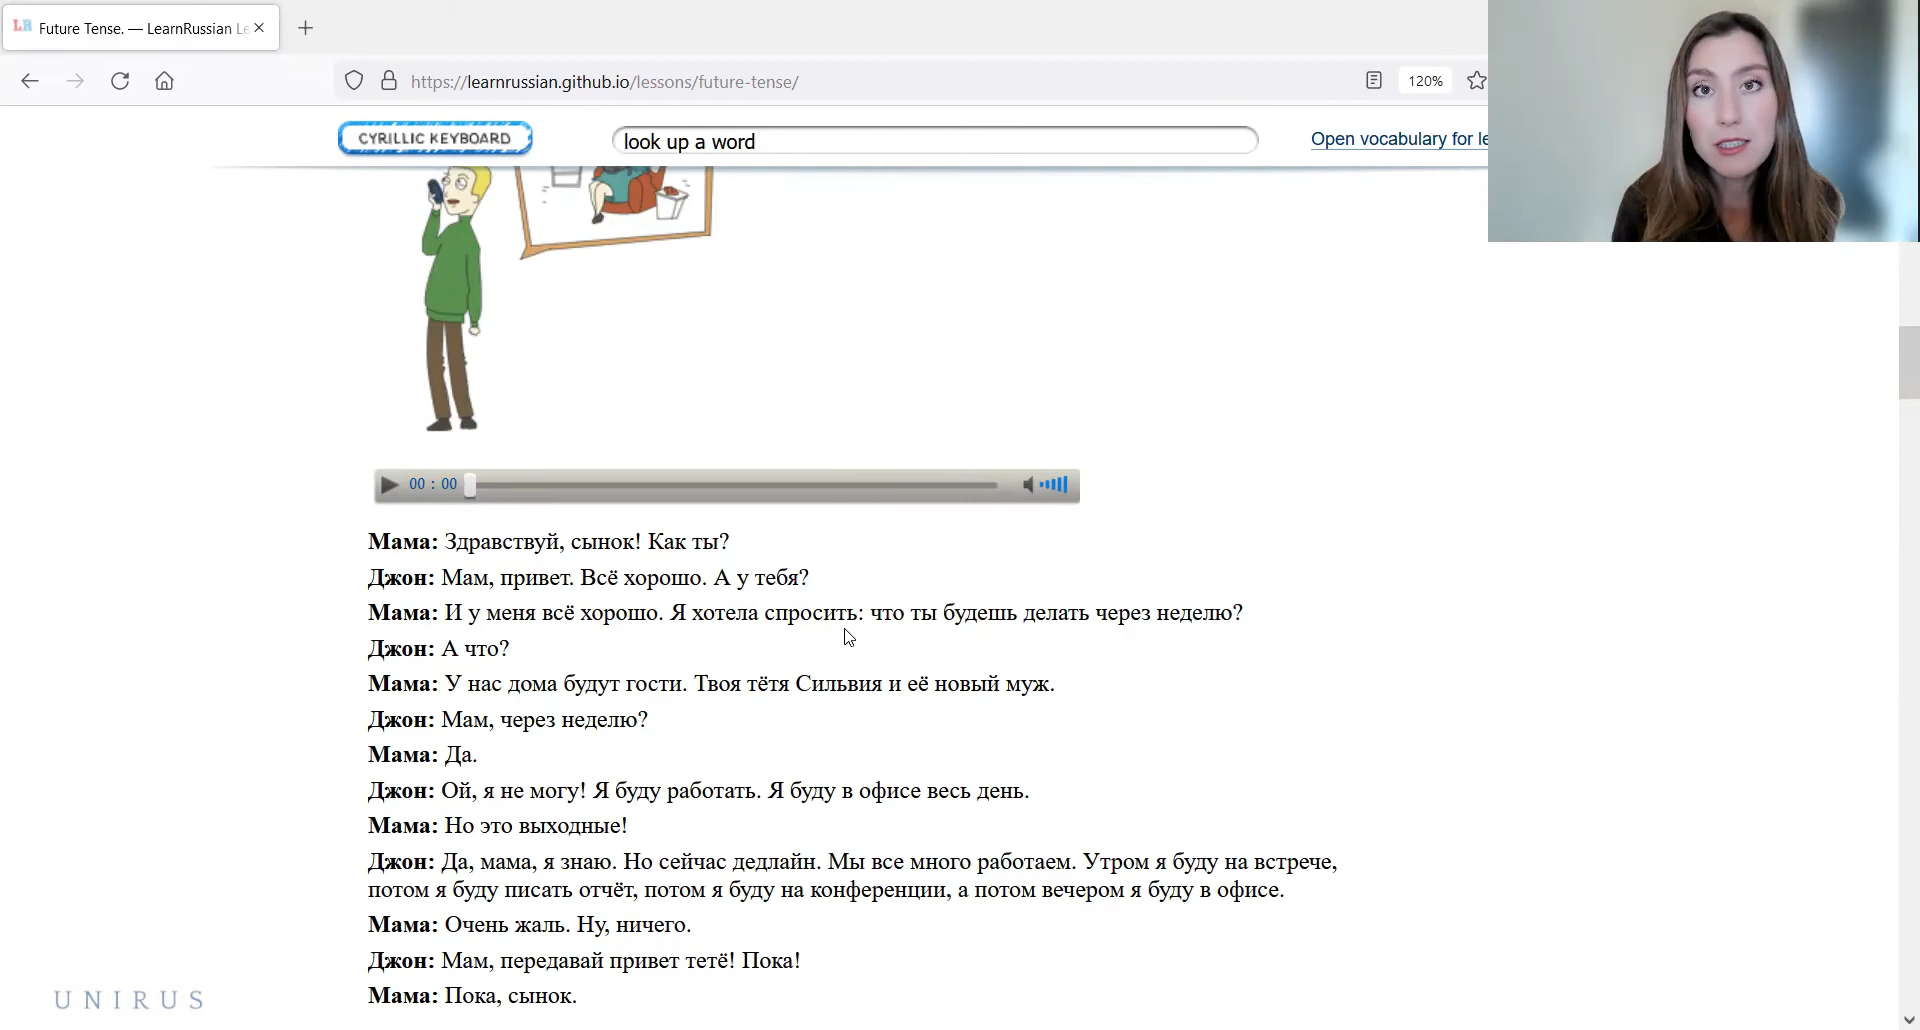 LR Future Tense. — LearnRussian Le
https://learnrussian.github.io/lessons/future-tense/
120%
CYRILLIC KEYBOARD
look up a word
Open vocabulary for le
00 : 00
Мама: Здравствуй, сынок! Как ты?
Джон: Мам, привет. Всё хорошо. А у тебя?
Мама: И у меня всё хорошо. Я хотела спросить: что ты будешь делать через неделю?
Джон: А что?
Мама: У нас дома будут гости. Твоя тётя Сильвия и её новый муж.
Джон: Мам, через неделю?
Мама: Да.
Джон: Ой, я не могу! Я буду работать. Я буду в офисе весь день.
Мама: Но это выходные!
Джон: Да, мама, я знаю. Но сейчас дедлайн. Мы все много работаем. Утром я буду на встрече,
потом я буду писать отчёт, потом я буду на конференции, а потом вечером я буду в офисе.
Мама: Очень жаль. Ну, ничего.
Джон: Мам, передавай привет тетё! Пока!
Мама: Пока, сынок.
UNIRUS